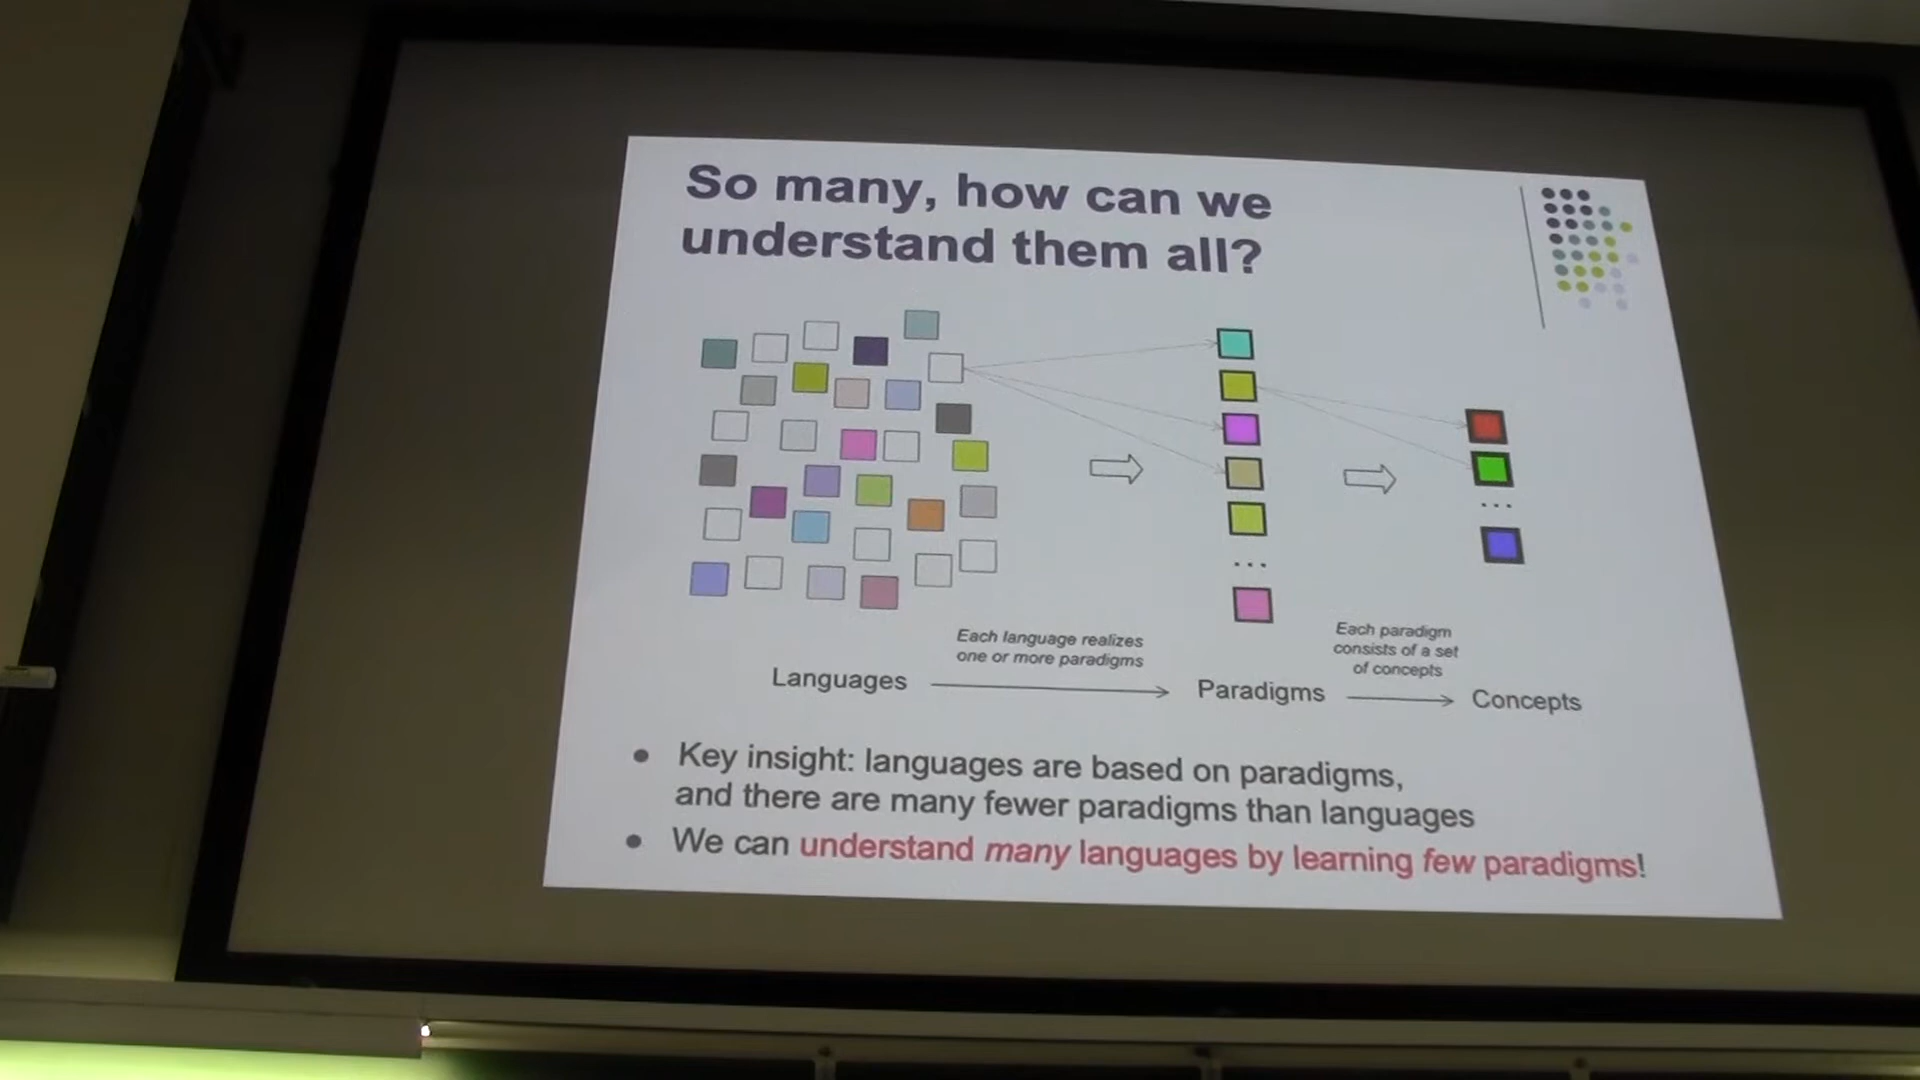 So many, how can we
understand them all?
...
...
Each language realizes
one or more paradigms
Each paradigm
consists of a set
of concepts
Languages
Paradigms
Concepts
• Key insight: languages are based on paradigms,
and there are many fewer paradigms than languages
• We can understand many languages by learning few paradigms!